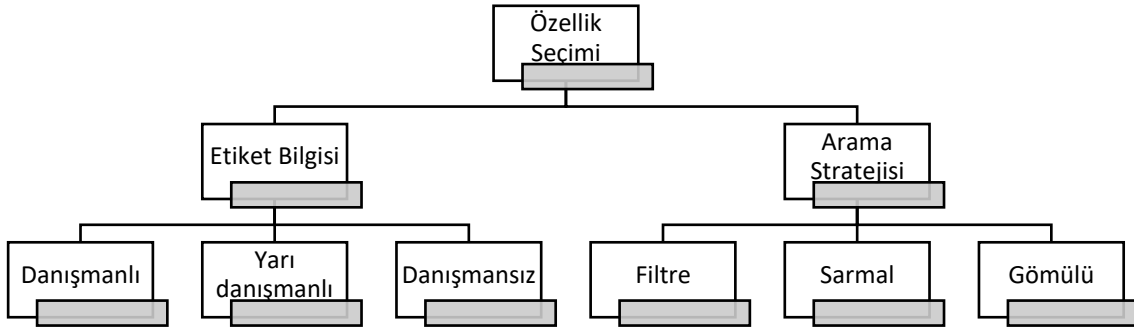 Özellik
Seçimi
Etiket Bilgisi
Arama
Stratejisi
Danışmanlı
Yarı
danışmanlı
Danışmansız
Filtre
Sarmal
Gömülü